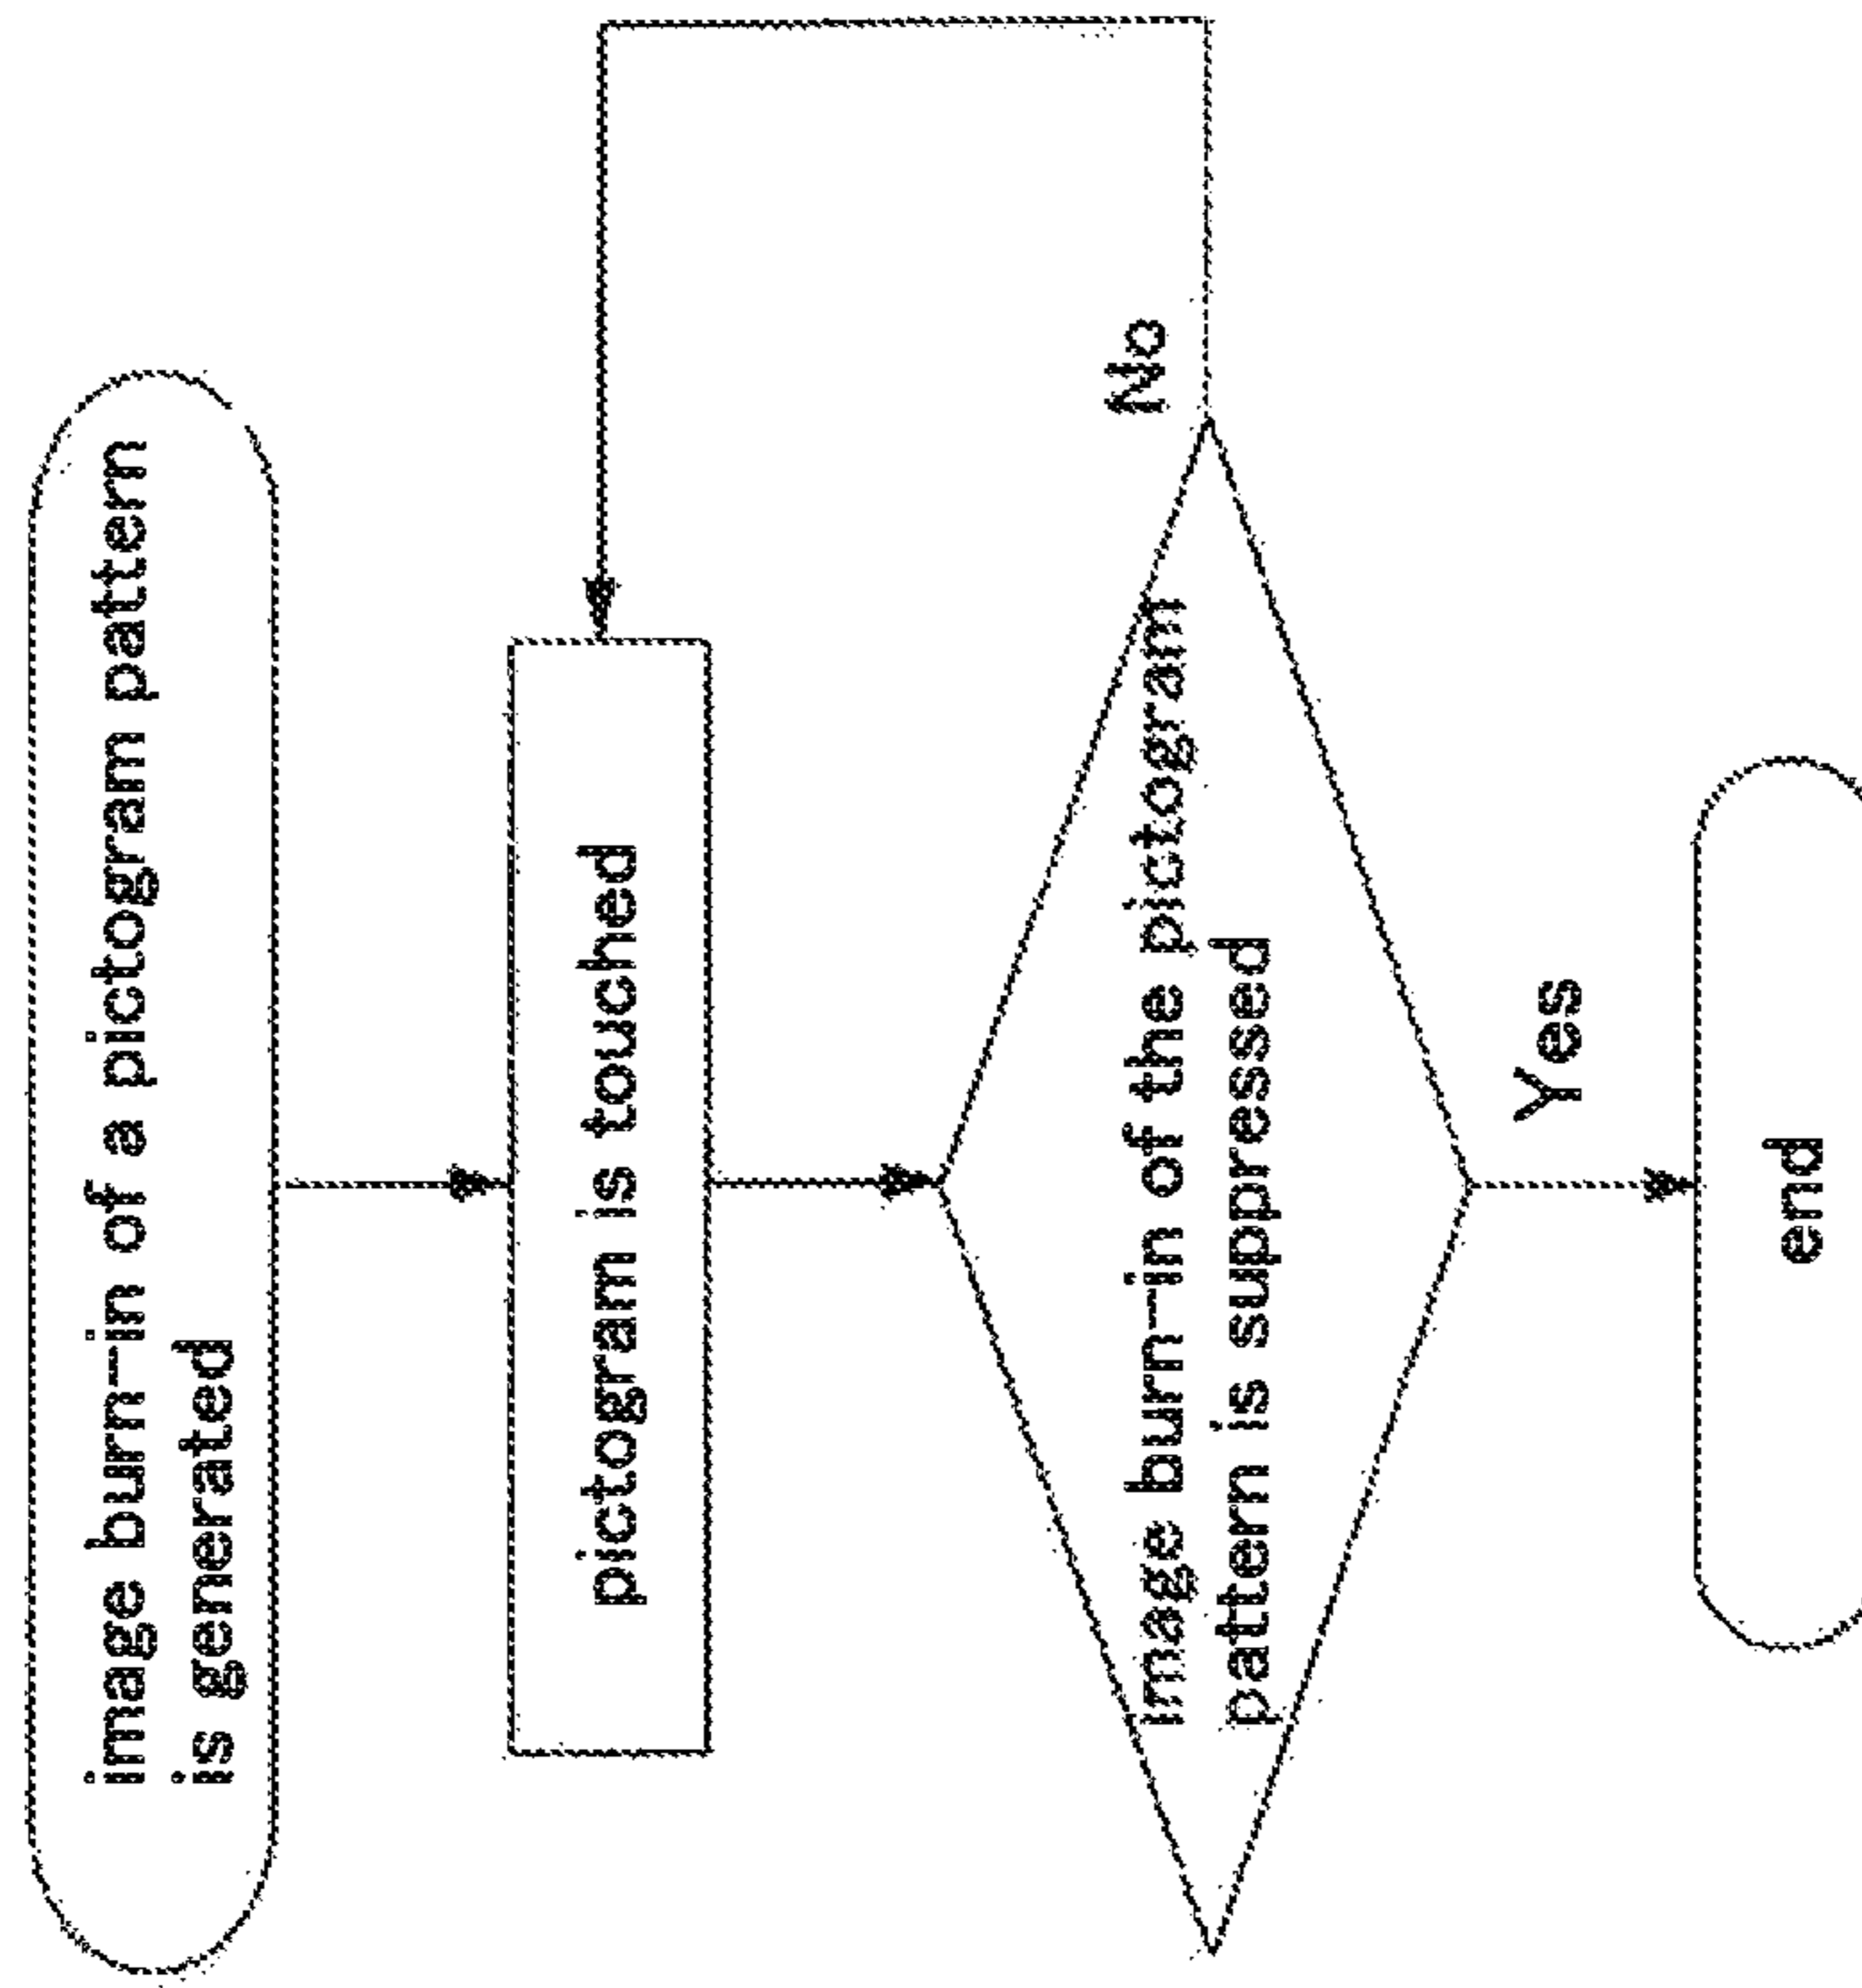 image burn-in of a pictogram pattern
is generated
pictogram is touched
image burn-in of the pictogram
pattern is suppressed
No
Yes
end